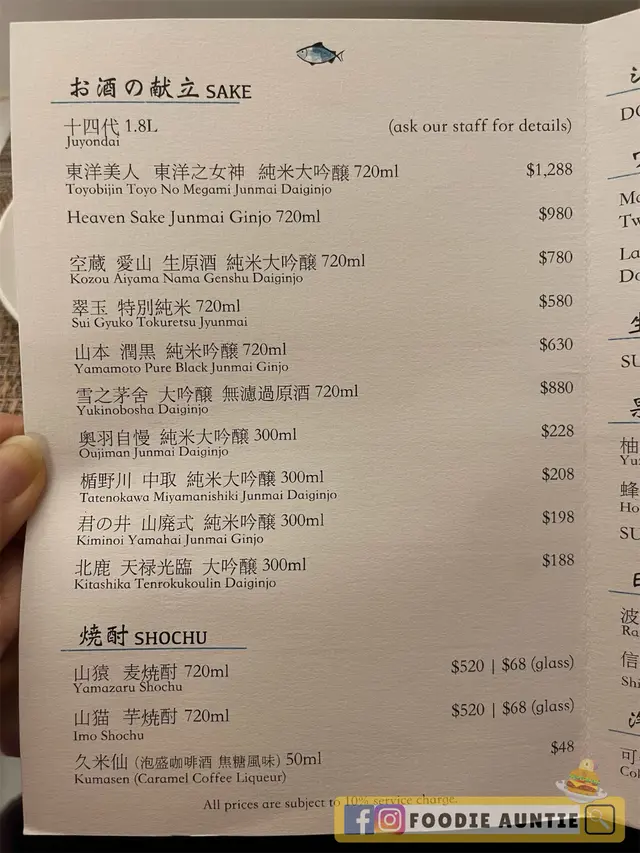 お酒の献立 SAKE
十四代 1.8L (ask our staff for details)
Juyondai
東洋美人 東洋之女神 純米大吟醸 720ml $1,288
Toyobijin Toyo No Megami Junmai Daiginjo
Heaven Sake Junmai Ginjo 720ml $980
空蔵 愛山 生原酒 純米大吟醸 720ml $780
Kozou Aiyama Nama Genshu Daiginjo
翠玉 特別純米 720ml $580
Sui Gyuko Tokuretsu Jyunmai
山本 潤黒 純米吟醸 720ml $630
Yamamoto Pure Black Junmai Ginjo
雪之茅舍 大吟醸 無濾過原酒 720ml $880
Yukinobosha Daiginjo
奥羽自慢 純米大吟醸 300ml $228
Oujiman Junmai Daiginjo
楯野川 中取 純米大吟醸 300ml $208
Tatenokawa Miyamanishiki Junmai Daiginjo
君の井 山廃式 純米吟醸 300ml $198
Kiminoi Yamahai Junmai Ginjo
北鹿 天禄光臨 大吟醸 300ml $188
Kitashika Tenrokukoulin Daiginjo
焼酎 SHOCHU
山猿 麦焼酎 720ml $520 | $68 (glass)
Yamazaru Shochu
山猫 芋焼酎 720ml $520 | $68 (glass)
Imo Shochu
久米仙 (泡盛咖啡酒 焦糖風味) 50ml $48
Kumasen (Caramel Coffee Liqueur)
All prices are subject to 10% service charge.
FOODIE AUNTIE